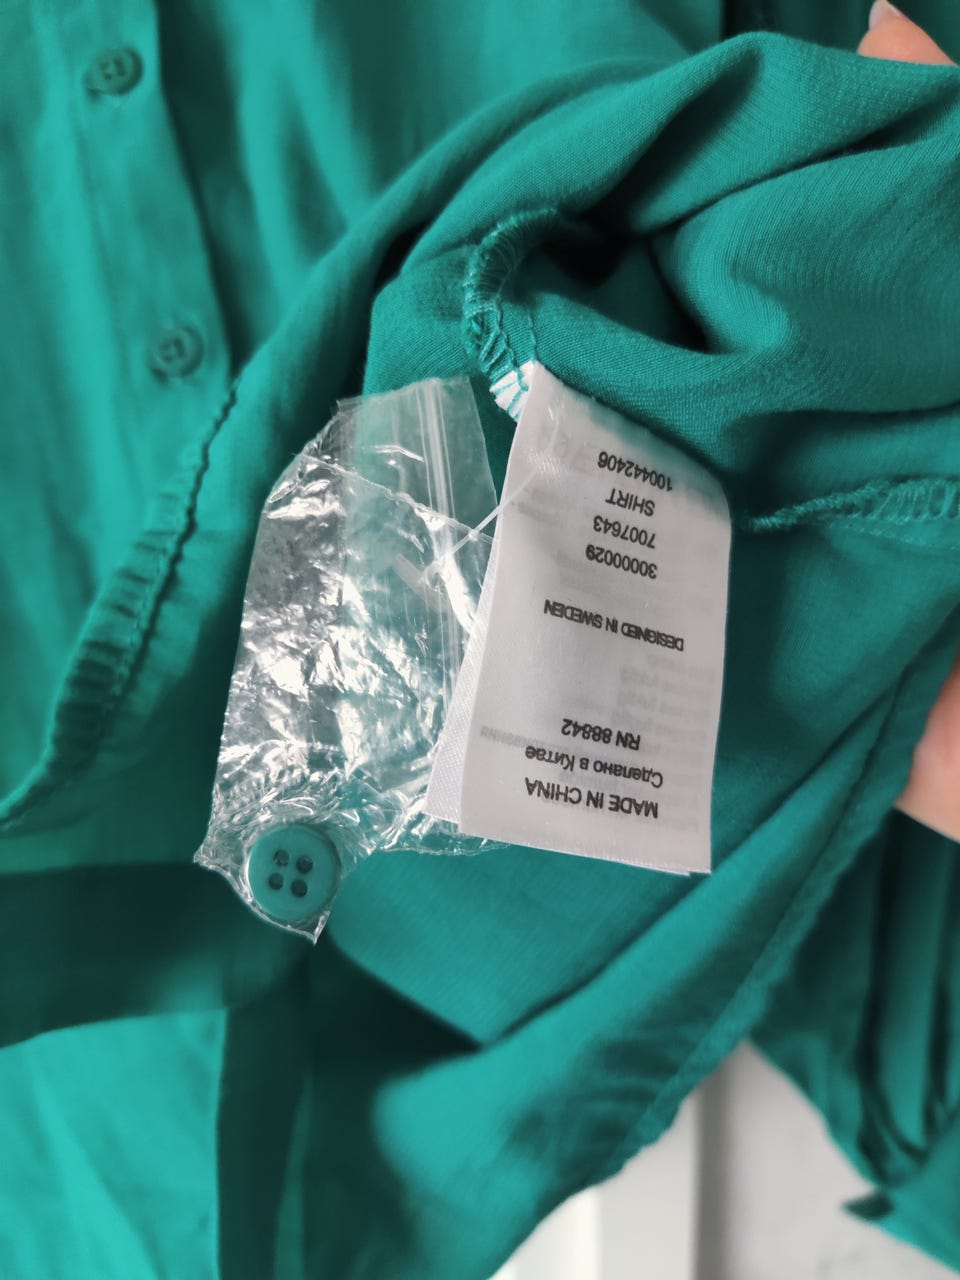 MADE IN CHINA
Сделано в Китае
RN 88842
DESIGNED IN SWEDEN
30000029
7007643
SHIRT
100442406